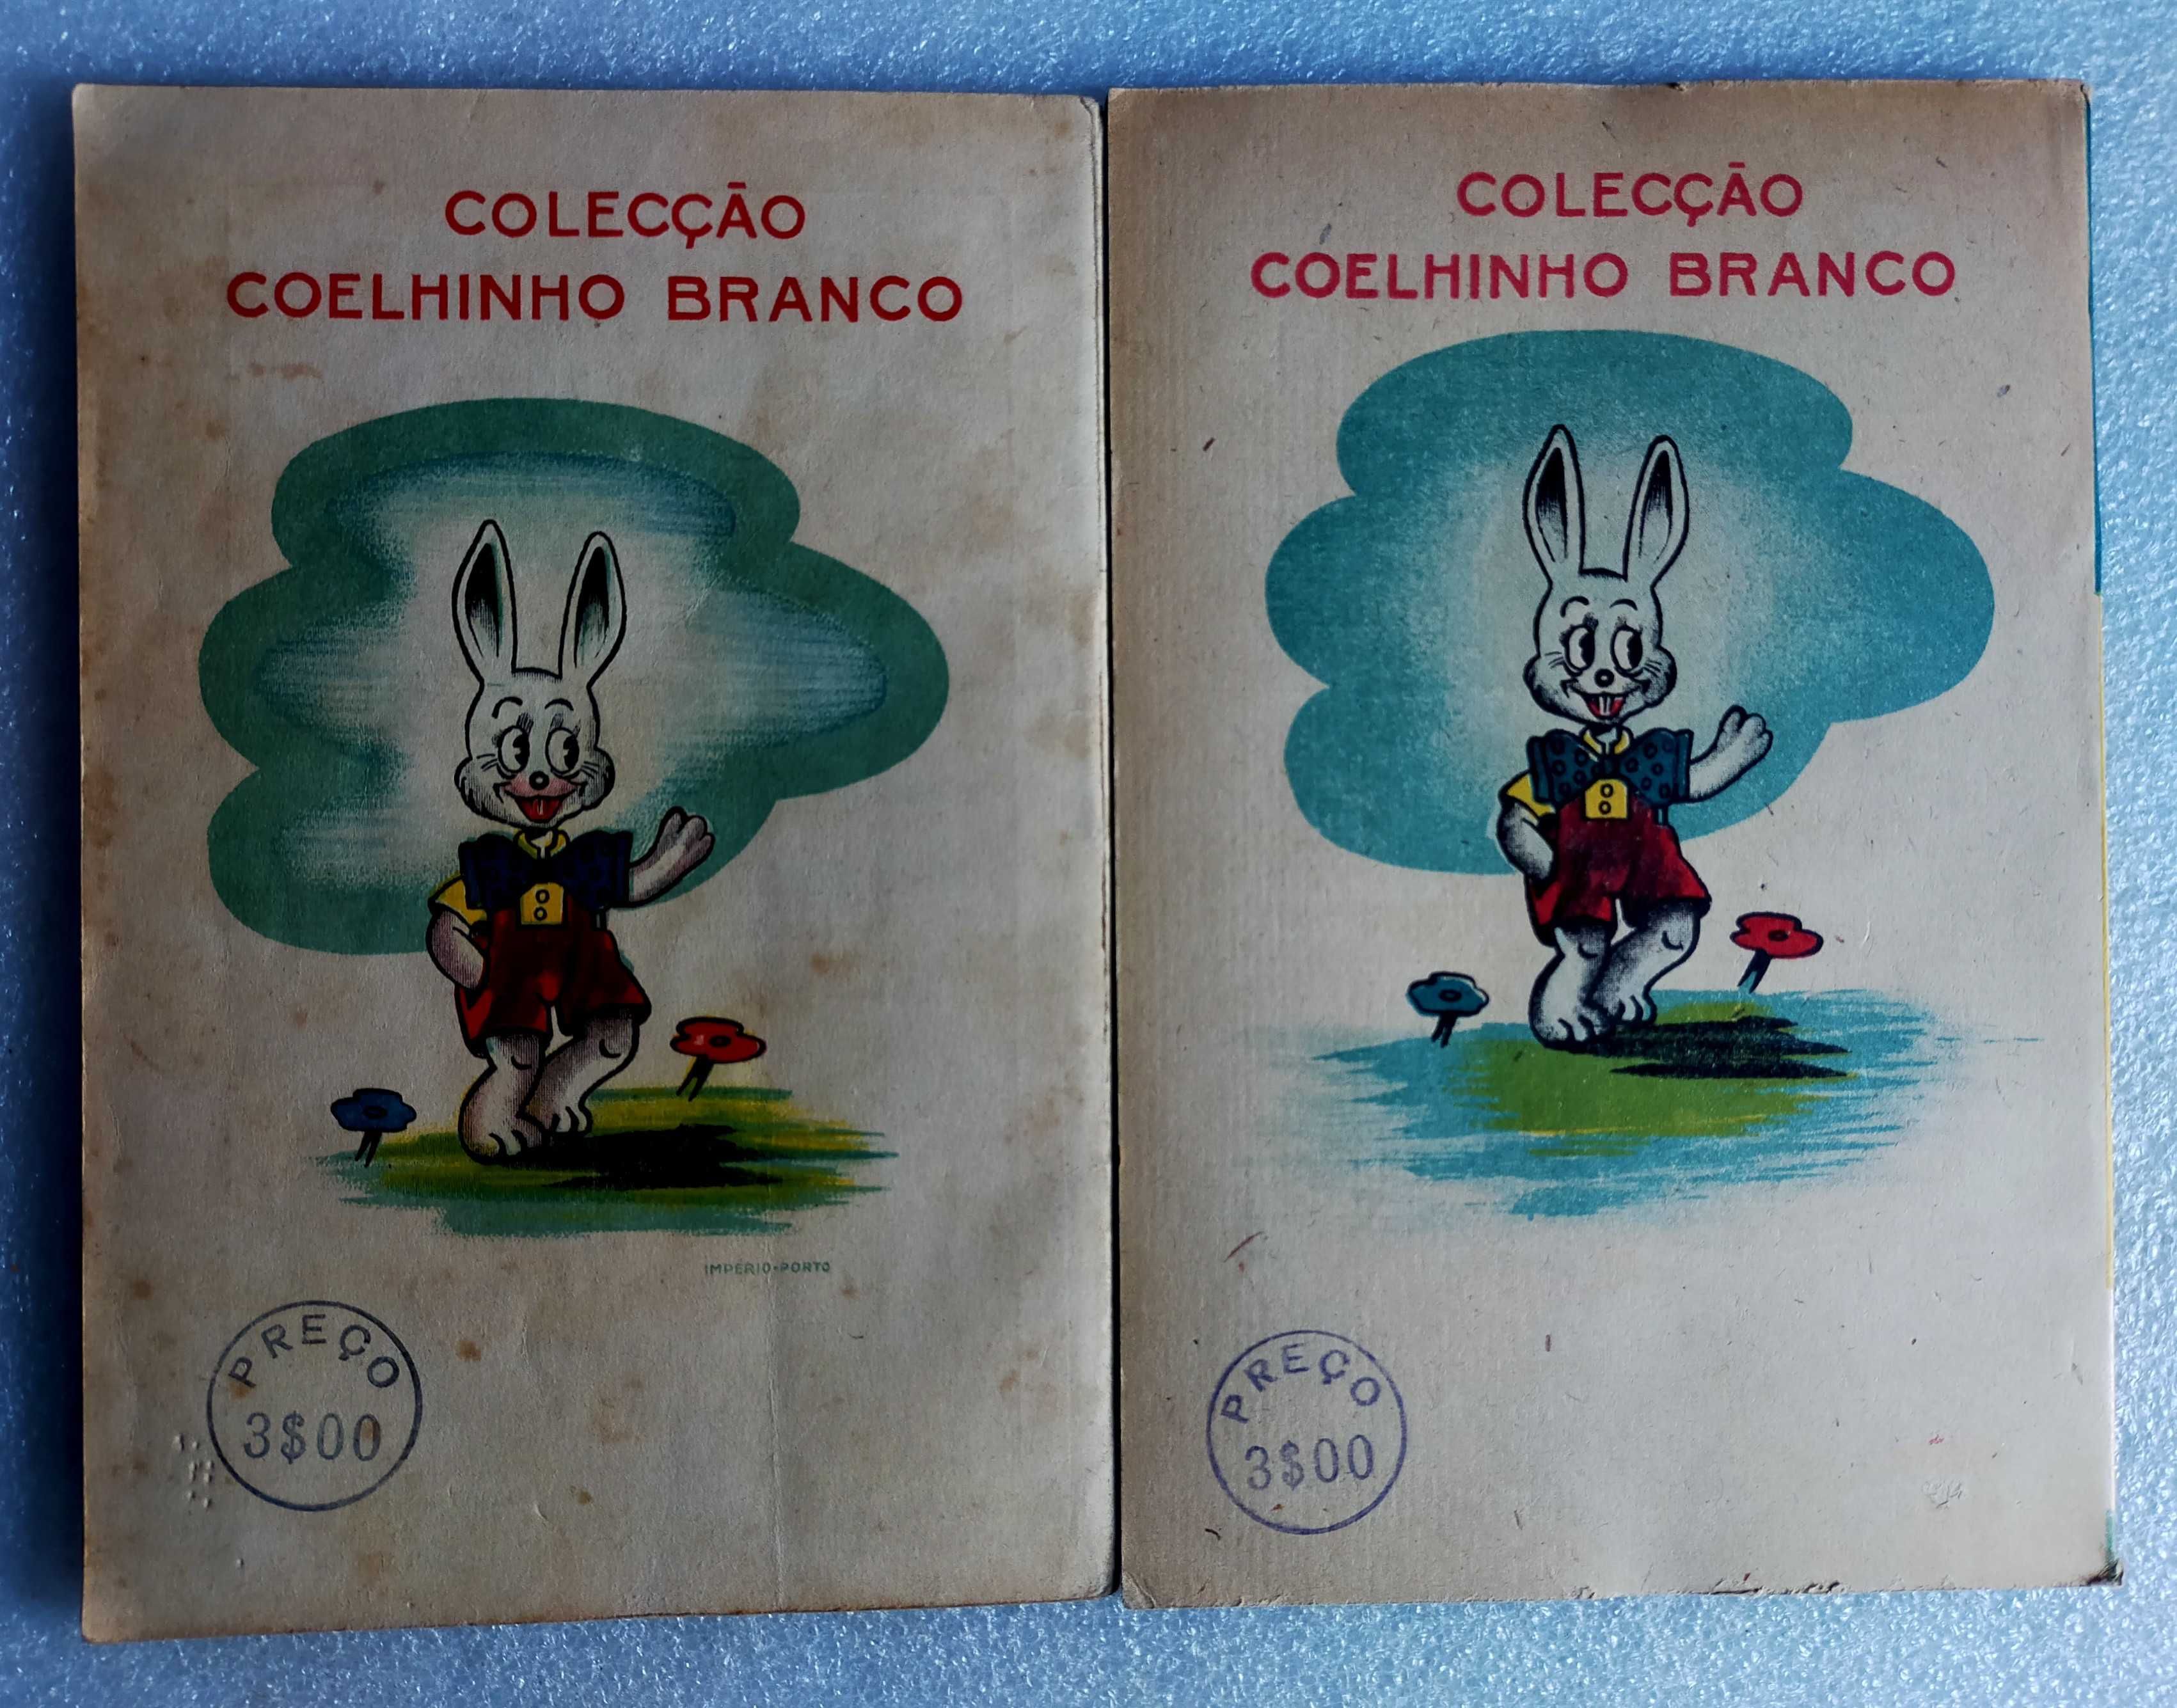 COLECÇÃO
COELHINHO BRANCO
IMPÉRIO-PORTO
PREÇO
3$00
COLECÇÃO
COELHINHO BRANCO
PREÇO
3$00